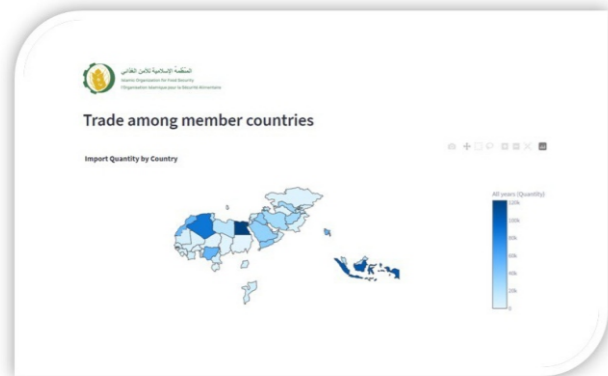 المنظمة الإسلامية للأمن الغذائي
Islamic Organisation for Food Security
l'Organisation Islamique pour la Sécurité Alimentaire
Trade among member countries
Import Quantity by Country
All years (Quantity)
120k
100k
80k
60k
40k
20k
0